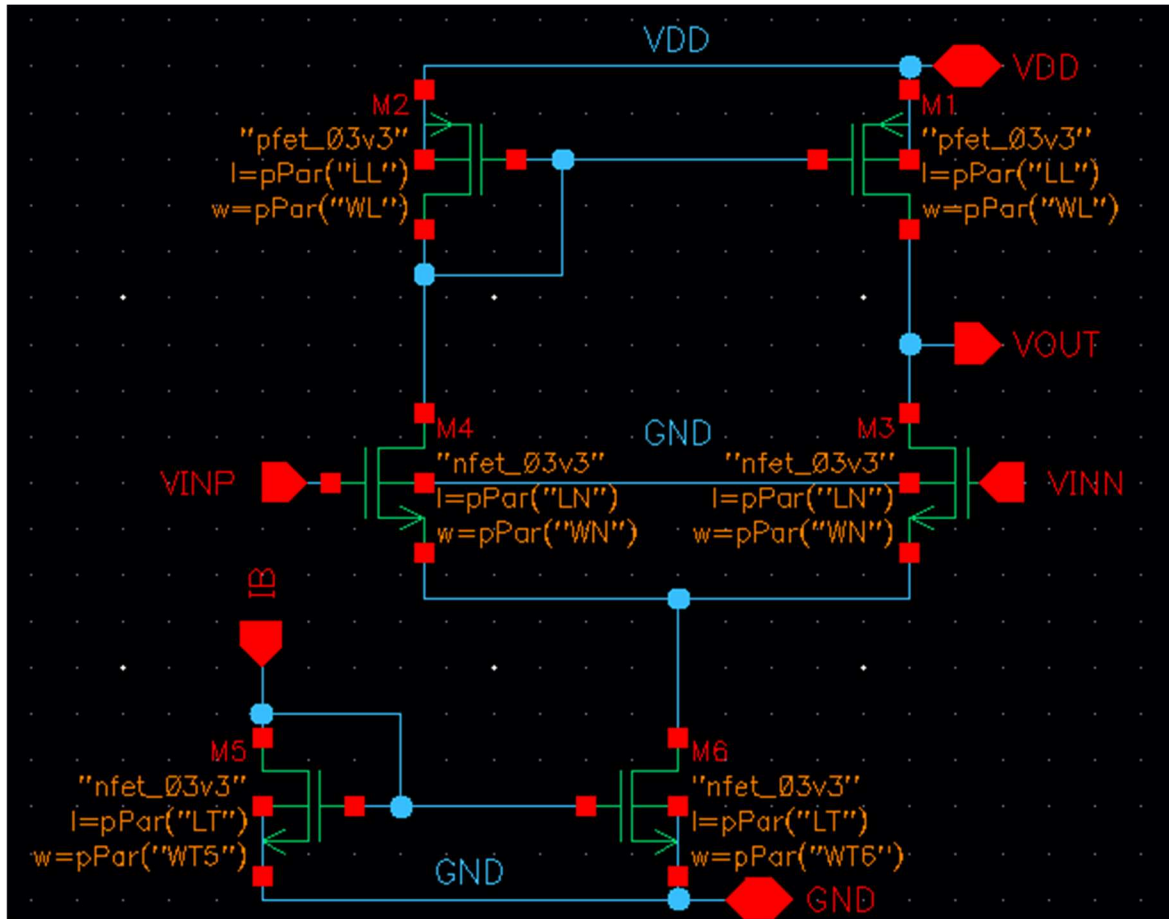 VDD
VDD
M2
"pfet_03v3"
l=pPar("LL")
w=pPar("WL")
M1
"pfet_03v3"
l=pPar("LL")
w=pPar("WL")
VOUT
VINP
M4
"nfet_03v3"
l=pPar("LN")
w=pPar("WN")
GND
M3
"nfet_03v3"
l=pPar("LN")
w=pPar("WN")
VINN
IB
M5
"nfet_03v3"
l=pPar("LT")
w=pPar("WT5")
M6
"nfet_03v3"
l=pPar("LT")
w=pPar("WT6")
GND
GND